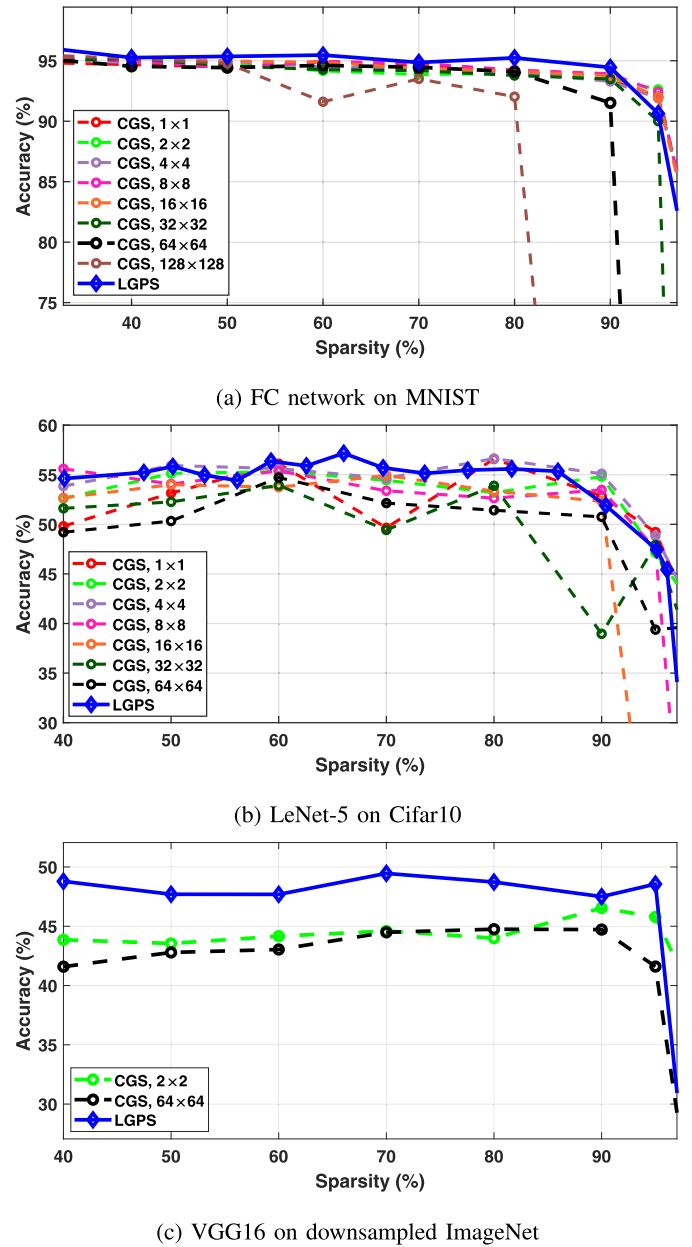 95
90
85
80
75
Accuracy (%)
CGS, 1×1
CGS, 2×2
CGS, 4×4
CGS, 8×8
CGS, 16×16
CGS, 32×32
CGS, 64×64
CGS, 128×128
LGPS
40 50 60 70 80 90
Sparsity (%)
(a) FC network on MNIST
60
55
50
45
40
35
30
Accuracy (%)
CGS, 1×1
CGS, 2×2
CGS, 4×4
CGS, 8×8
CGS, 16×16
CGS, 32×32
CGS, 64×64
LGPS
40 50 60 70 80 90
Sparsity (%)
(b) LeNet-5 on Cifar10
50
45
40
35
30
Accuracy (%)
CGS, 2×2
CGS, 64×64
LGPS
40 50 60 70 80 90
Sparsity (%)
(c) VGG16 on downsampled ImageNet